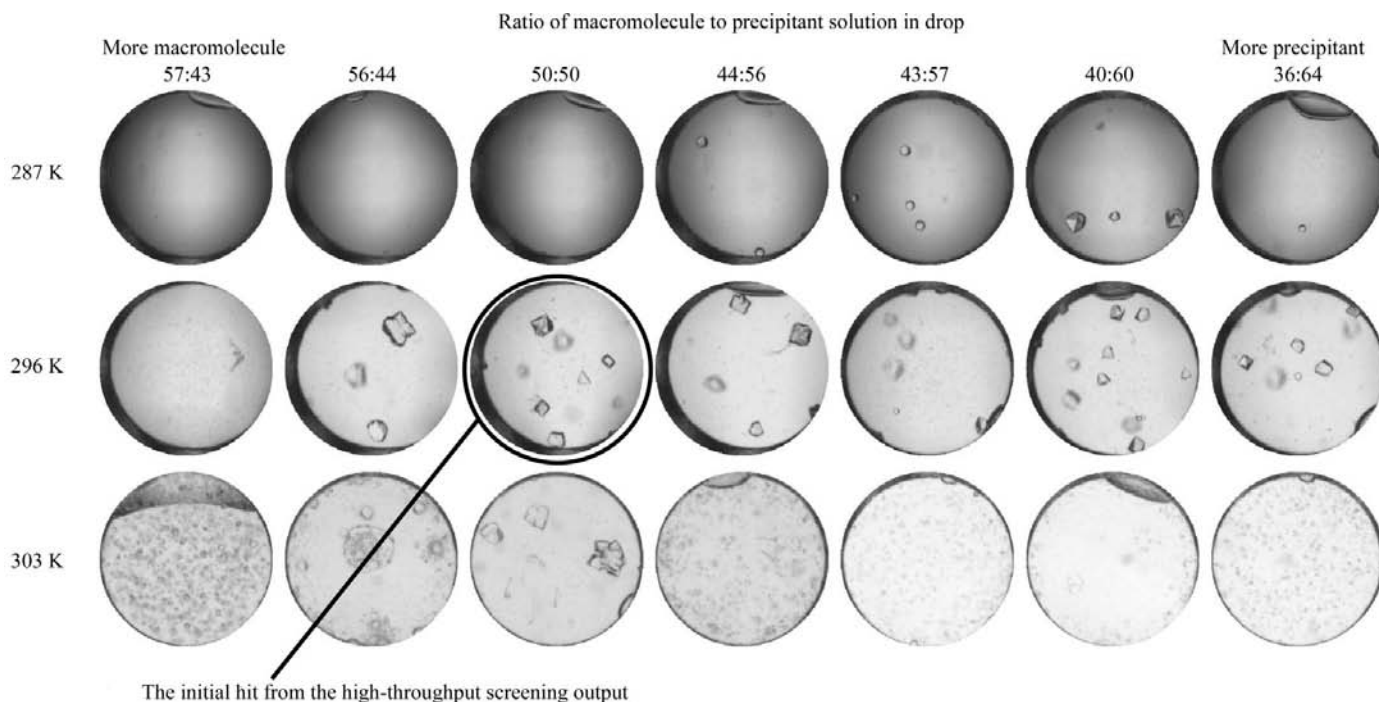 Ratio of macromolecule to precipitant solution in drop
More macromolecule
More precipitant
57:43 56:44 50:50 44:56 43:57 40:60 36:64
287 K
296 K
303 K
The initial hit from the high-throughput screening output